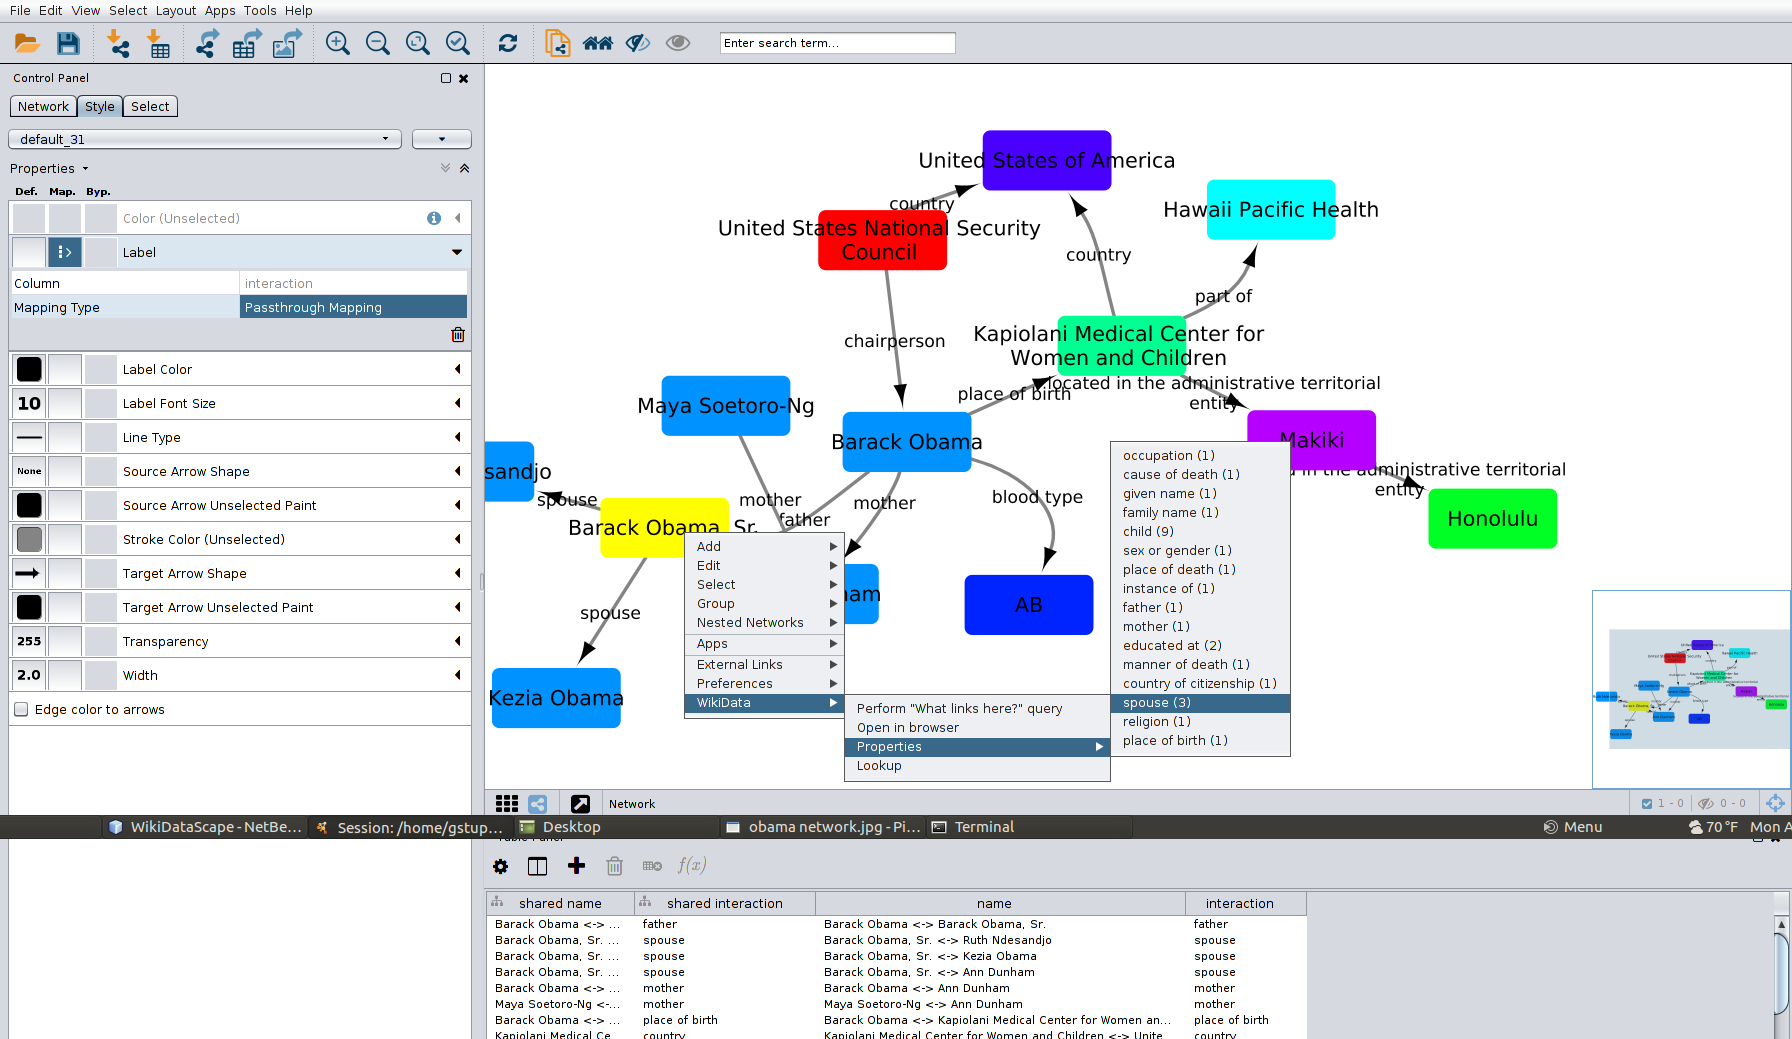 File Edit View Select Layout Apps Tools Help
Enter search term...
Control Panel
Network Style Select
default_31
Properties
Def. Map. Byp.
Color (Unselected)
Label
Column interaction
Mapping Type Passthrough Mapping
Label Color
10 Label Font Size
Line Type
None Source Arrow Shape
Source Arrow Unselected Paint
Stroke Color (Unselected)
Target Arrow Shape
Target Arrow Unselected Paint
255 Transparency
2.0 Width
Edge color to arrows
United States of America
country
Hawaii Pacific Health
United States National Security
Council
country
part of
chairperson
Kapiolani Medical Center for
Women and Children
located in the administrative territorial
entity
place of birth
Maya Soetoro-Ng
Barack Obama
Makiki
in the administrative territorial
entity
sandjo
spouse
mother
father
mother
blood type
Barack Obama Sr.
Honolulu
AB
spouse
Kezia Obama
Add
Edit
Select
Group
Nested Networks
Apps
External Links
Preferences
WikiData
Perform "What links here?" query
Open in browser
Properties
Lookup
occupation (1)
cause of death (1)
given name (1)
family name (1)
child (9)
sex or gender (1)
place of death (1)
instance of (1)
father (1)
mother (1)
educated at (2)
manner of death (1)
country of citizenship (1)
spouse (3)
religion (1)
place of birth (1)
Network
1 - 0 0 - 0
WikiDataScape - NetBe... Session: /home/gstup... Desktop obama network.jpg - Pi... Terminal Menu 70 °F Mon A
f(x)
shared name shared interaction name interaction
Barack Obama <-> ... father Barack Obama <-> Barack Obama, Sr. father
Barack Obama, Sr. ... spouse Barack Obama, Sr. <-> Ruth Ndesandjo spouse
Barack Obama, Sr. ... spouse Barack Obama, Sr. <-> Kezia Obama spouse
Barack Obama, Sr. ... spouse Barack Obama, Sr. <-> Ann Dunham spouse
Barack Obama <-> ... mother Barack Obama <-> Ann Dunham mother
Maya Soetoro-Ng <-... mother Maya Soetoro-Ng <-> Ann Dunham mother
Barack Obama <-> ... place of birth Barack Obama <-> Kapiolani Medical Center for Women an... place of birth
Kapiolani Medical Ce... country Kapiolani Medical Center for Women and Children <-> Unite... country